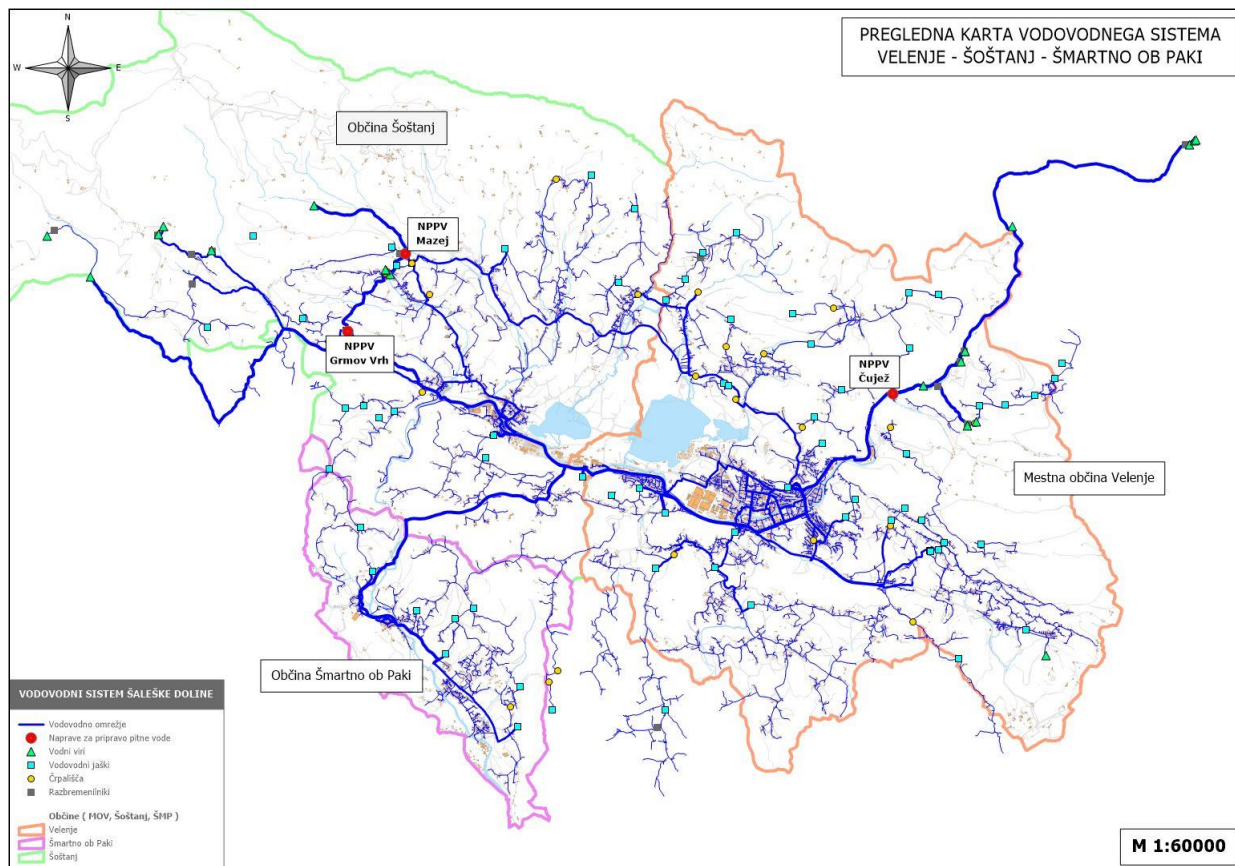 PREGLEDNA KARTA VODOVODNEGA SISTEMA
VELENJE - ŠOŠTANJ - ŠMARTNO OB PAKI
N
W
E
S
Občina Šoštanj
NPPV
Mazej
NPPV
Grmov Vrh
NPPV
Čujež
Mestna občina Velenje
Občina Šmartno ob Paki
VODOVODNI SISTEM ŠALEŠKE DOLINE
Vodovodno omrežje
Naprave za pripravo pitne vode
Vodni viri
Vodovodni jaški
Črpališča
Razbremenilniki
Občine ( MOV, Šoštanj, ŠMP )
Velenje
Šmartno ob Paki
Šoštanj
M 1:60000